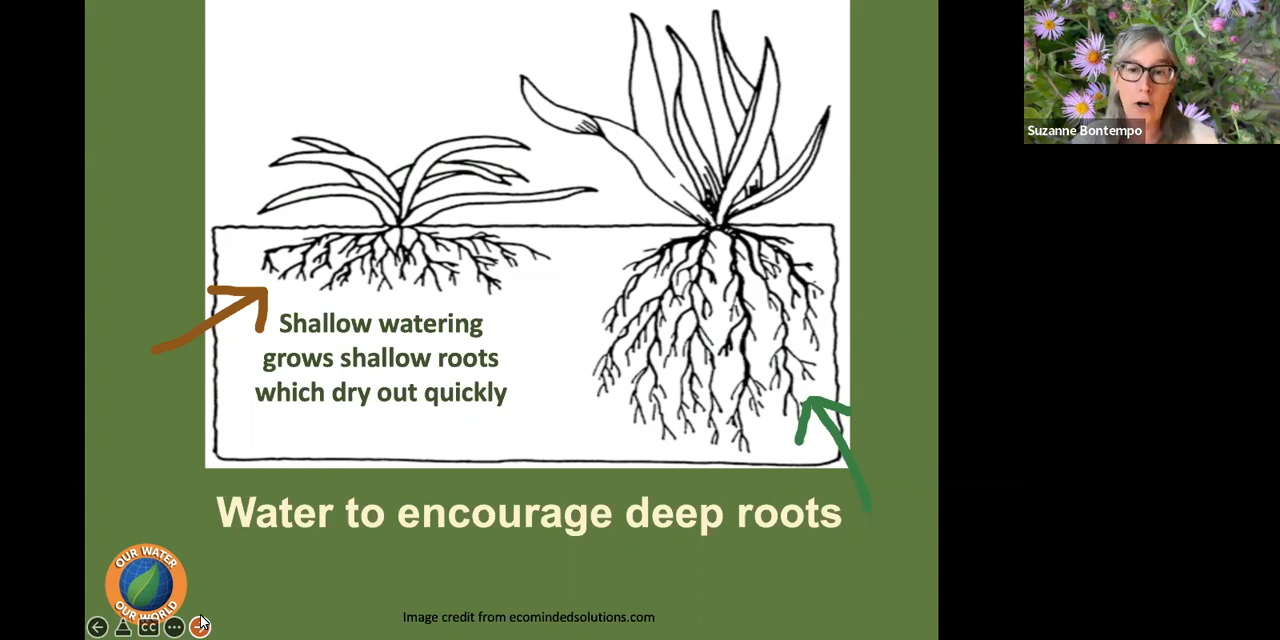 Suzanne Bontempo
Shallow watering
grows shallow roots
which dry out quickly
Water to encourage deep roots
OUR WATER
OUR WORLD
CC
Image credit from ecomindedsolutions.com